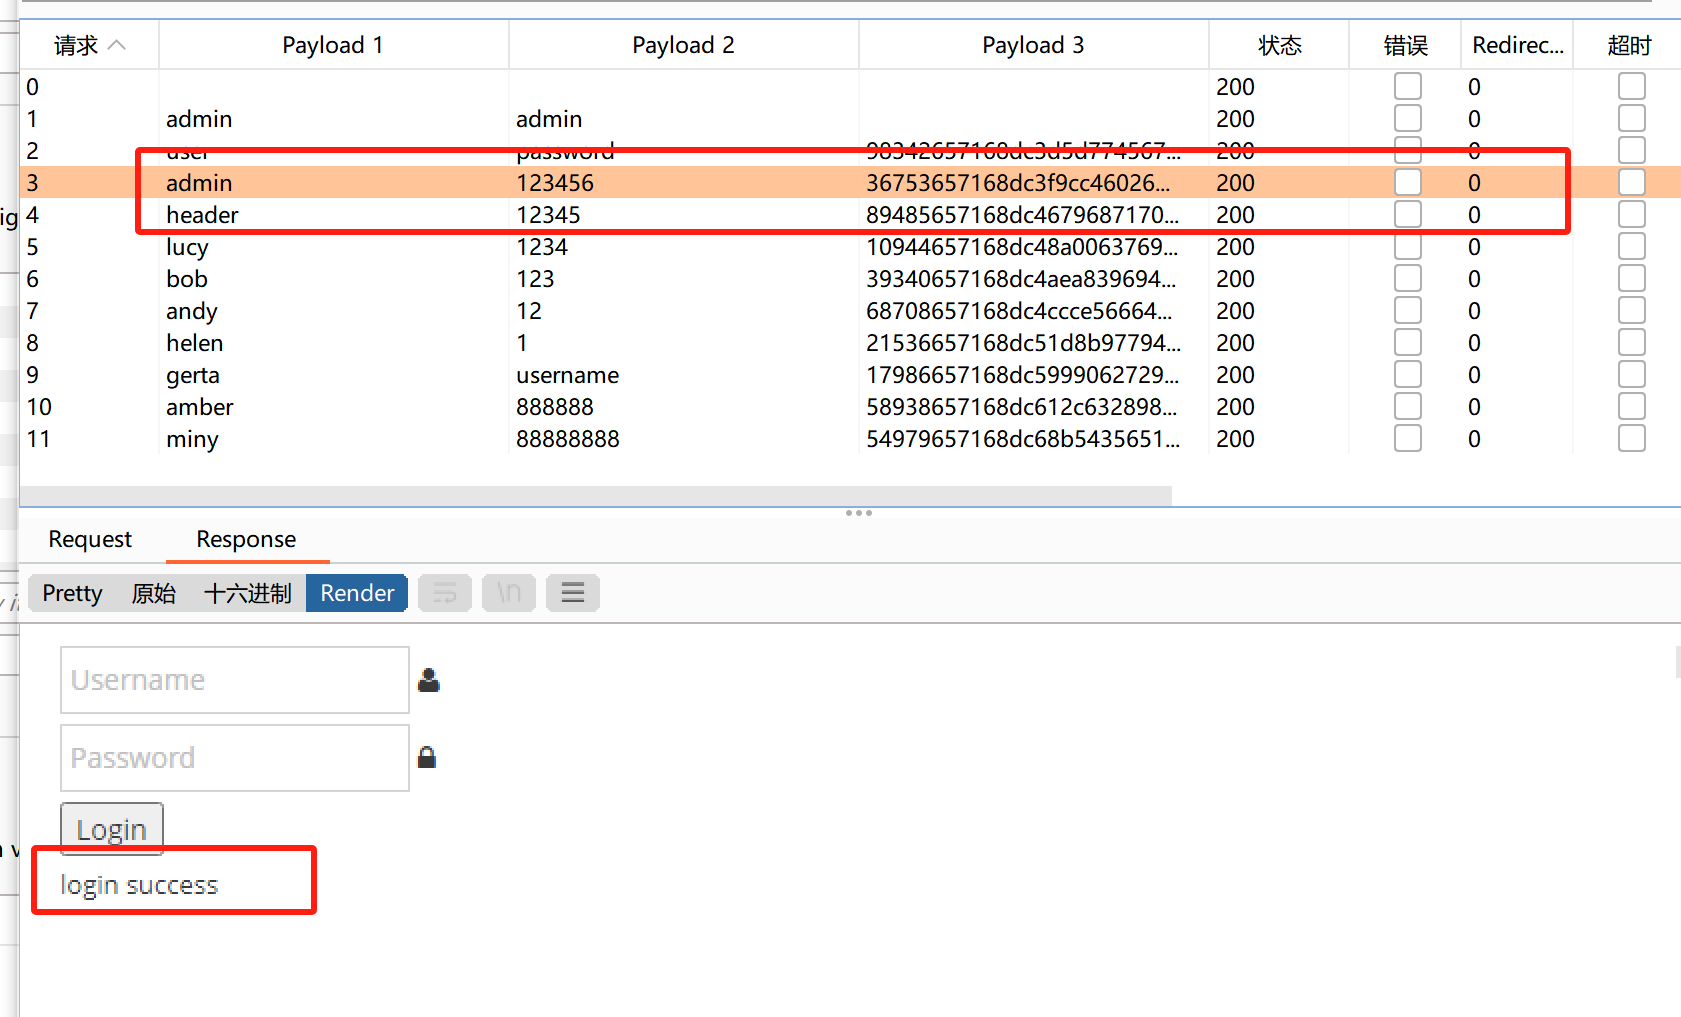 请求 Payload 1 Payload 2 Payload 3 状态 错误 Redirec... 超时
0 200 0
1 admin admin 200 0
2 user password 98342657168dc3d5d774567... 200 0
3 admin 123456 36753657168dc3f9cc46026... 200 0
4 header 12345 89485657168dc4679687170... 200 0
5 lucy 1234 10944657168dc48a0063769... 200 0
6 bob 123 39340657168dc4aea839694... 200 0
7 andy 12 68708657168dc4ccce56664... 200 0
8 helen 1 21536657168dc51d8b97794... 200 0
9 gerta username 17986657168dc5999062729... 200 0
10 amber 888888 58938657168dc612c632898... 200 0
11 miny 88888888 54979657168dc68b5435651... 200 0
Request Response
Pretty 原始 十六进制 Render \n
Username
Password
Login
login success